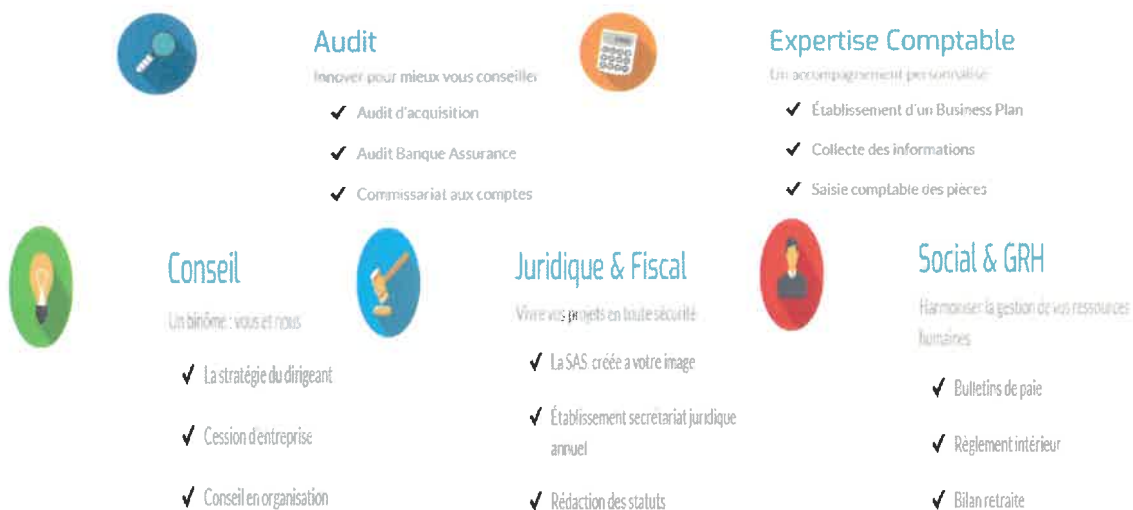 Audit
Innover pour mieux vous conseiller
✔ Audit d'acquisition
✔ Audit Banque Assurance
✔ Commissariat aux comptes
Expertise Comptable
Un accompagnement personnalisé
✔ Établissement d'un Business Plan
✔ Collecte des informations
✔ Saisie comptable des pièces
Conseil
Un binôme : vous et nous
✔ La stratégie du dirigeant
✔ Cession d'entreprise
✔ Conseil en organisation
Juridique & Fiscal
Vivre vos projets en toute sécurité
✔ La SAS créée a votre image
✔ Établissement secrétariat juridique
annuel
✔ Rédaction des statuts
Social & GRH
Harmoniser la gestion de vos ressources
humaines
✔ Bulletins de paie
✔ Règlement intérieur
✔ Bilan retraite